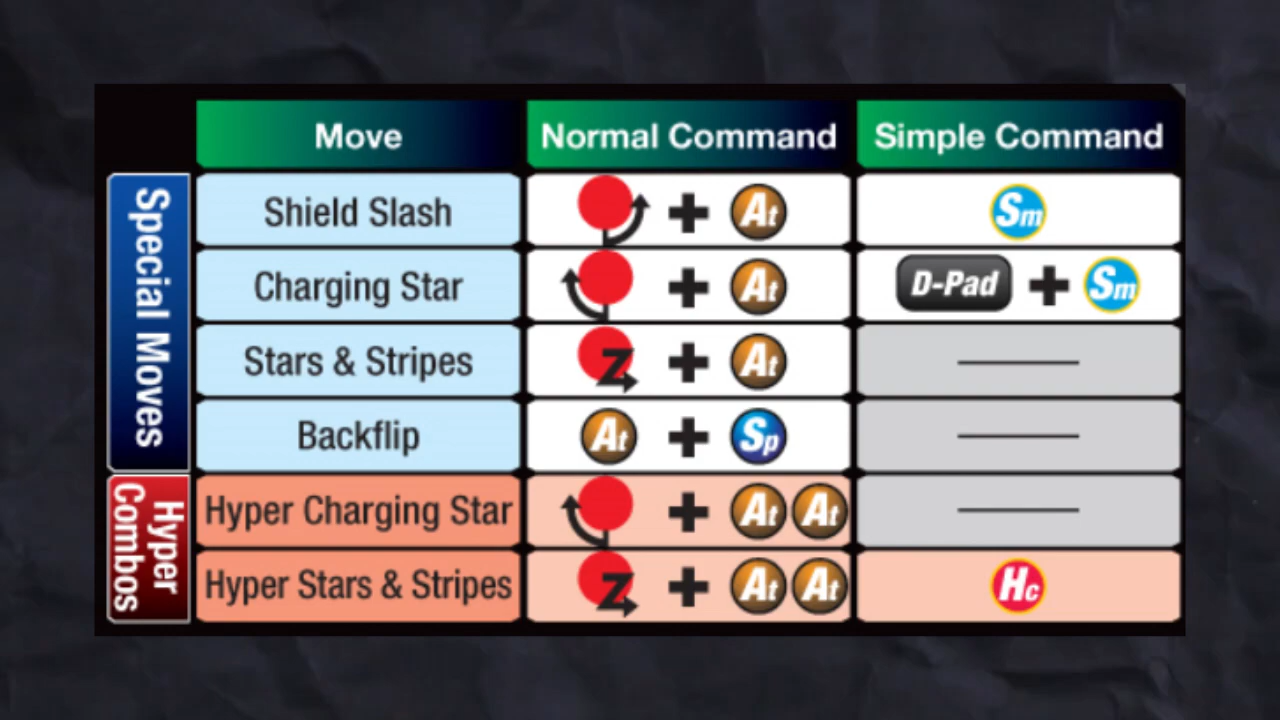 Move Normal Command Simple Command
Special Moves
Shield Slash + At Sm
Charging Star + At D-Pad + Sm
Stars & Stripes + At
Backflip At + Sp
Hyper Combos
Hyper Charging Star + At At
Hyper Stars & Stripes + At At Hc